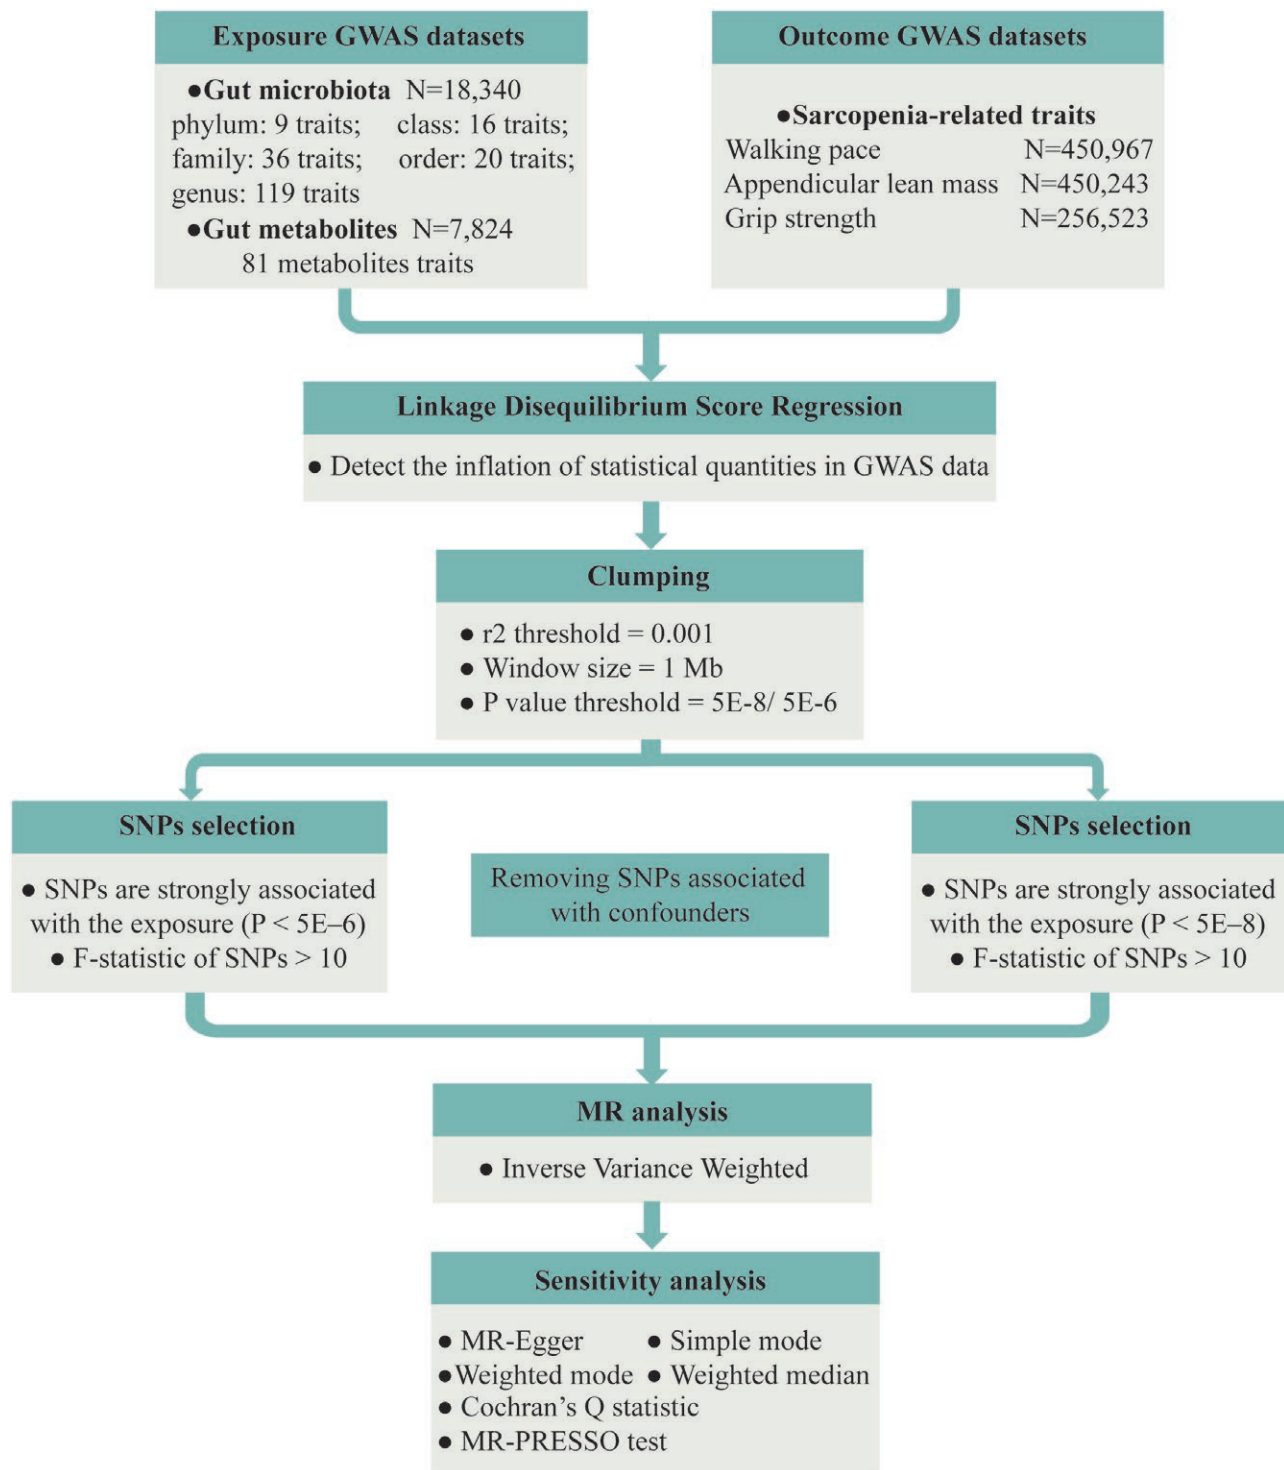 Exposure GWAS datasets
●Gut microbiota N=18,340
phylum: 9 traits; class: 16 traits;
family: 36 traits; order: 20 traits;
genus: 119 traits
●Gut metabolites N=7,824
81 metabolites traits
Outcome GWAS datasets
●Sarcopenia-related traits
Walking pace N=450,967
Appendicular lean mass N=450,243
Grip strength N=256,523
Linkage Disequilibrium Score Regression
● Detect the inflation of statistical quantities in GWAS data
Clumping
● r2 threshold = 0.001
● Window size = 1 Mb
● P value threshold = 5E-8/ 5E-6
SNPs selection
● SNPs are strongly associated
with the exposure (P < 5E–6)
● F-statistic of SNPs > 10
Removing SNPs associated
with confounders
SNPs selection
● SNPs are strongly associated
with the exposure (P < 5E–8)
● F-statistic of SNPs > 10
MR analysis
● Inverse Variance Weighted
Sensitivity analysis
● MR-Egger ● Simple mode
●Weighted mode ● Weighted median
● Cochran’s Q statistic
● MR-PRESSO test